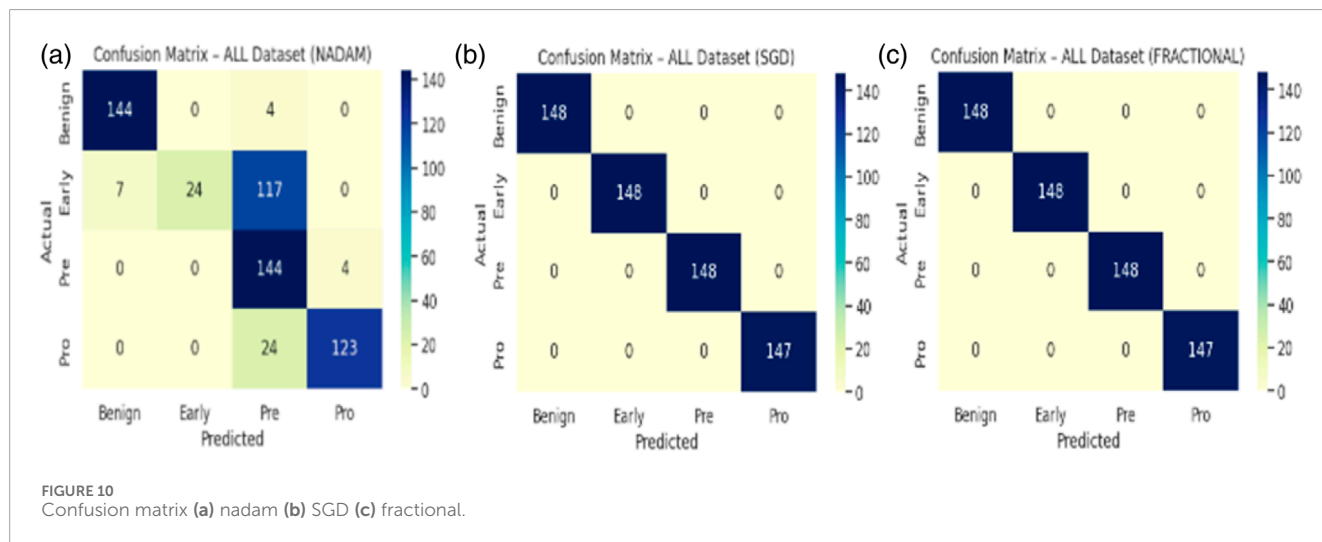 (a)
Confusion Matrix – ALL Dataset (NADAM)
Actual
Benign 144 0 4 0
Early 7 24 117 0
Pre 0 0 144 4
Pro 0 0 24 123
Benign Early Pre Pro
Predicted
140
120
100
80
60
40
20
0
(b)
Confusion Matrix – ALL Dataset (SGD)
Actual
Benign 148 0 0 0
Early 0 148 0 0
Pre 0 0 148 0
Pro 0 0 0 147
Benign Early Pre Pro
Predicted
140
120
100
80
60
40
20
0
(c)
Confusion Matrix – ALL Dataset (FRACTIONAL)
Actual
Benign 148 0 0 0
Early 0 148 0 0
Pre 0 0 148 0
Pro 0 0 0 147
Benign Early Pre Pro
Predicted
140
120
100
80
60
40
20
0
FIGURE 10
Confusion matrix (a) nadam (b) SGD (c) fractional.